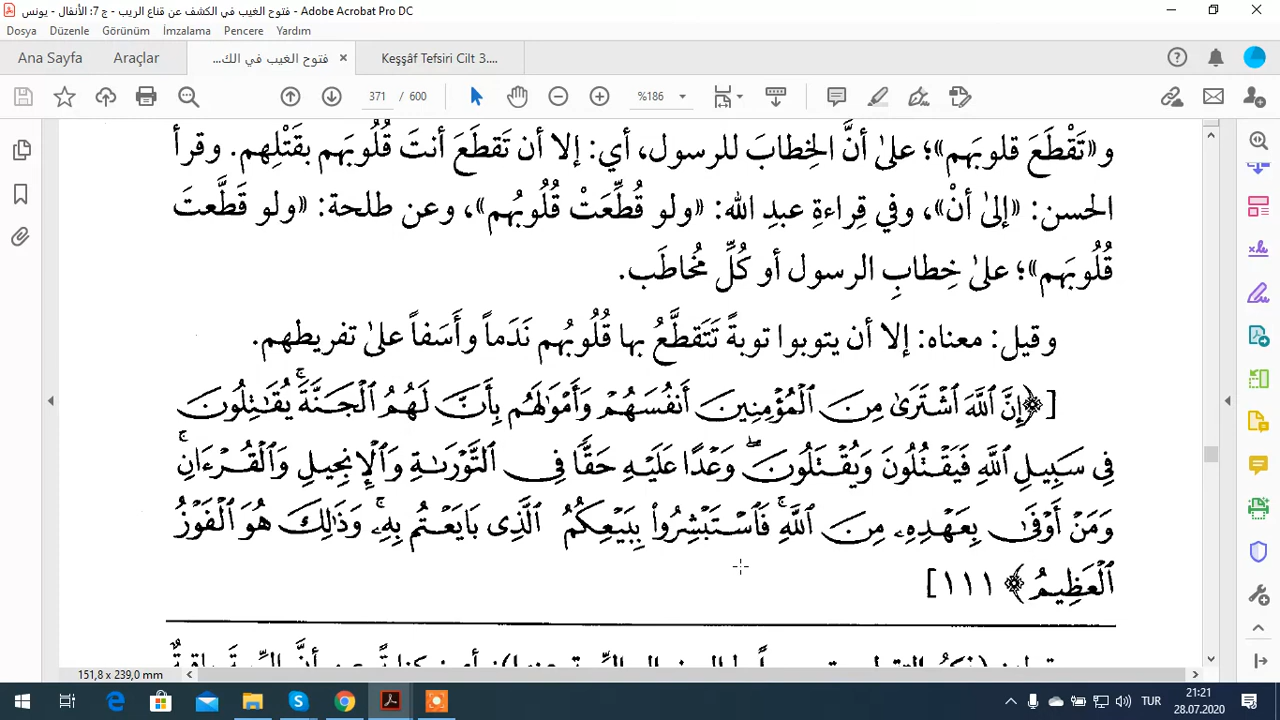 فتوح الغيب في الكشف عن قناع الريب - ج 7: الأنفال - يونس - Adobe Acrobat Pro DC
Dosya Düzenle Görünüm İmzalama Pencere Yardım
Ana Sayfa Araçlar فتوح الغيب في الك... × Keşşâf Tefsiri Cilt 3....
371 / 600 %186
و«تَقْطَعَ قلوبَهم»؛ علىٰ أنَّ الخِطابَ للرسول، أي: إلا أن تَقطَعَ أنتَ قُلُوبَهم بقَتْلِهم. وقرأ
الحسن: «إلىٰ أنْ»، وفي قِراءةِ عبدِ الله: «ولو قُطِّعَتْ قُلُوبُهم»، وعن طلحة: «ولو قَطَّعتَ
قُلُوبَهم»؛ علىٰ خِطابِ الرسول أو كُلِّ مُخاطَب.
وقيل: معناه: إلا أن يتوبوا توبةً تَتَقطَّعُ بها قُلُوبُهم نَدَماً وأَسَفاً علىٰ تفريطهم.
[﴿إِنَّ ٱللَّهَ ٱشْتَرَىٰ مِنَ ٱلْمُؤْمِنِينَ أَنفُسَهُمْ وَأَمْوَٰلَهُم بِأَنَّ لَهُمُ ٱلْجَنَّةَ ۚ يُقَٰتِلُونَ
فِى سَبِيلِ ٱللَّهِ فَيَقْتُلُونَ وَيُقْتَلُونَ ۖ وَعْدًا عَلَيْهِ حَقًّا فِى ٱلتَّوْرَىٰةِ وَٱلْإِنجِيلِ وَٱلْقُرْءَانِ ۚ
وَمَنْ أَوْفَىٰ بِعَهْدِهِۦ مِنَ ٱللَّهِ ۚ فَٱسْتَبْشِرُوا۟ بِبَيْعِكُمُ ٱلَّذِى بَايَعْتُم بِهِۦ ۚ وَذَٰلِكَ هُوَ ٱلْفَوْزُ
ٱلْعَظِيمُ﴾ ١١١]
151,8 x 239,0 mm
TUR 21:21
28.07.2020